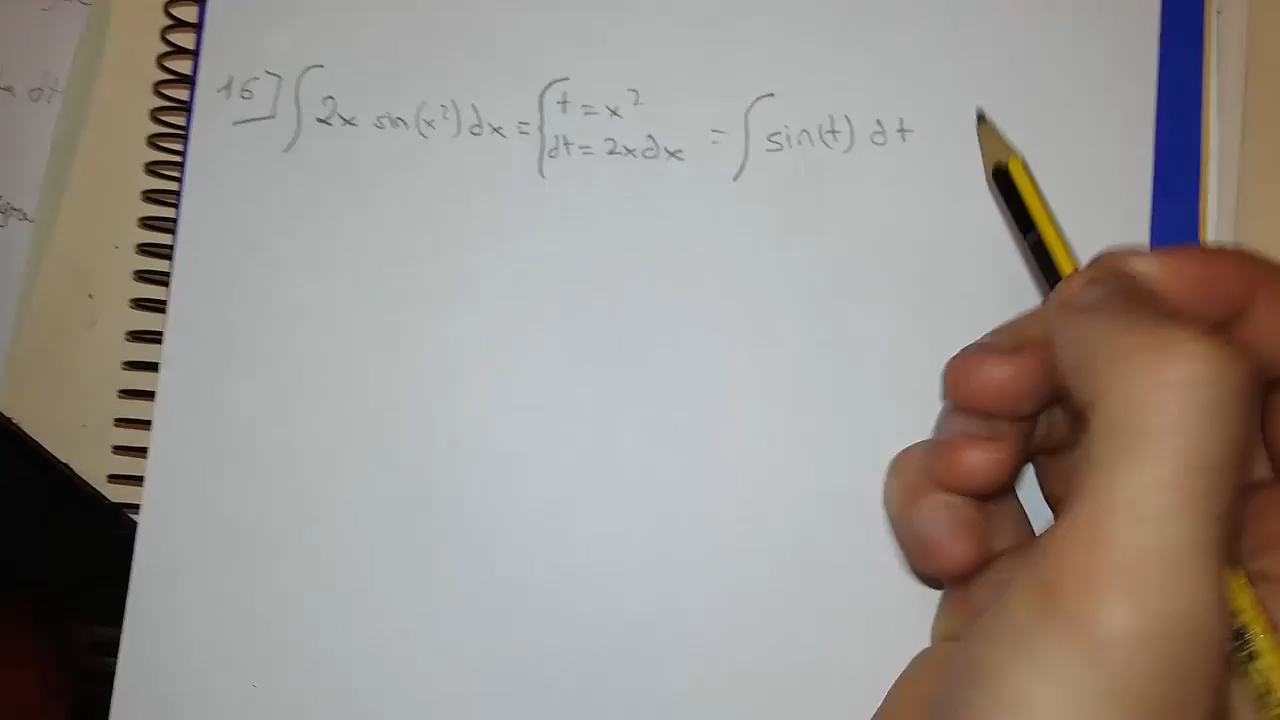 16] ∫ 2x sin(x²) dx = { t = x² = ∫ sin(t) dt
dt = 2x dx